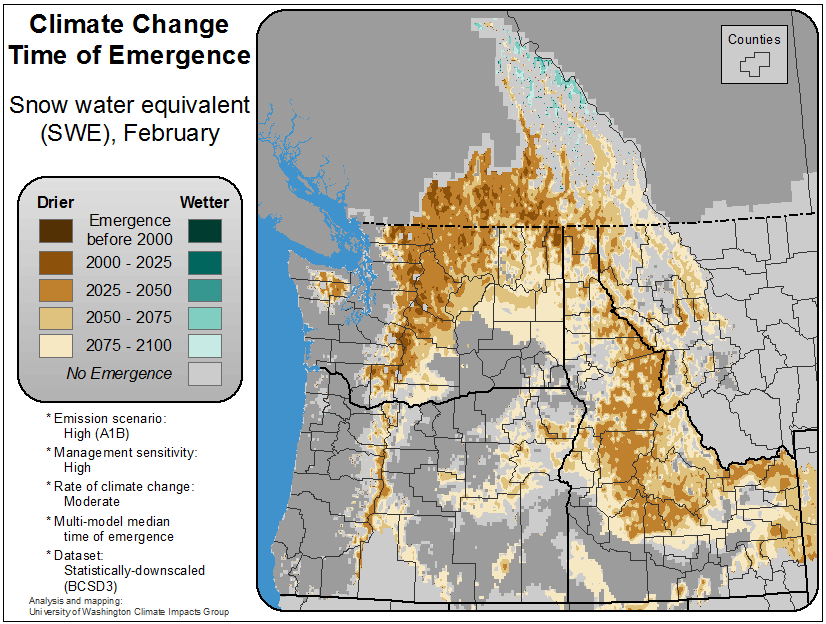 Climate Change
Time of Emergence
Snow water equivalent
(SWE), February
Drier
Wetter
Emergence
before 2000
2000 - 2025
2025 - 2050
2050 - 2075
2075 - 2100
No Emergence
* Emission scenario:
High (A1B)
* Management sensitivity:
High
* Rate of climate change:
Moderate
* Multi-model median
time of emergence
* Dataset:
Statistically-downscaled
(BCSD3)
Analysis and mapping:
University of Washington Climate Impacts Group
Counties